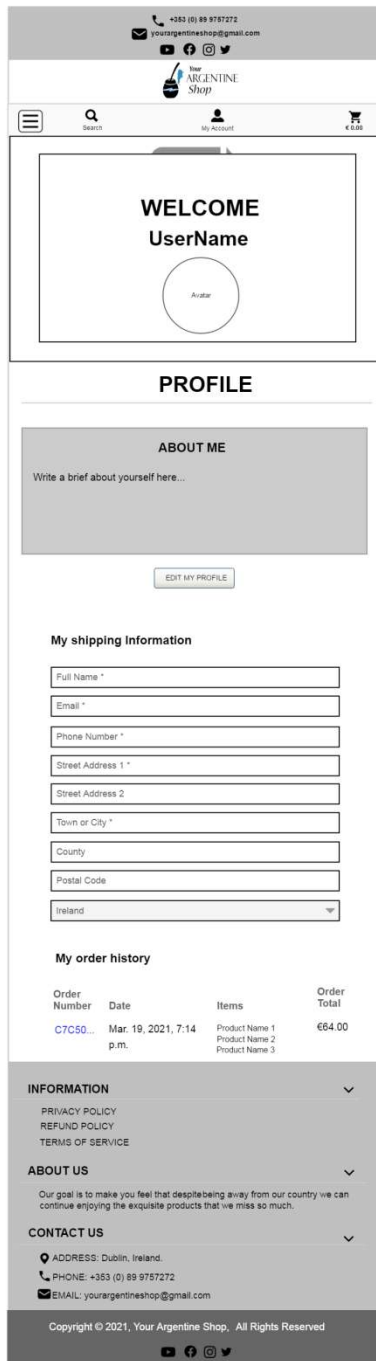 +353 (0) 89 9757272
yourargentineshop@gmail.com
Your
ARGENTINE
Shop
Search
My Account
€ 0.00
WELCOME
UserName
Avatar
PROFILE
ABOUT ME
Write a brief about yourself here...
EDIT MY PROFILE
My shipping Information
Full Name *
Email *
Phone Number *
Street Address 1 *
Street Address 2
Town or City *
County
Postal Code
Ireland
My order history
Order Number Date Items Order Total
C7C50... Mar. 19, 2021, 7:14 p.m. Product Name 1 €64.00
Product Name 2
Product Name 3
INFORMATION
PRIVACY POLICY
REFUND POLICY
TERMS OF SERVICE
ABOUT US
Our goal is to make you feel that despitebeing away from our country we can
continue enjoying the exquisite products that we miss so much.
CONTACT US
ADDRESS: Dublin, Ireland.
PHONE: +353 (0) 89 9757272
EMAIL: yourargentineshop@gmail.com
Copyright © 2021, Your Argentine Shop, All Rights Reserved